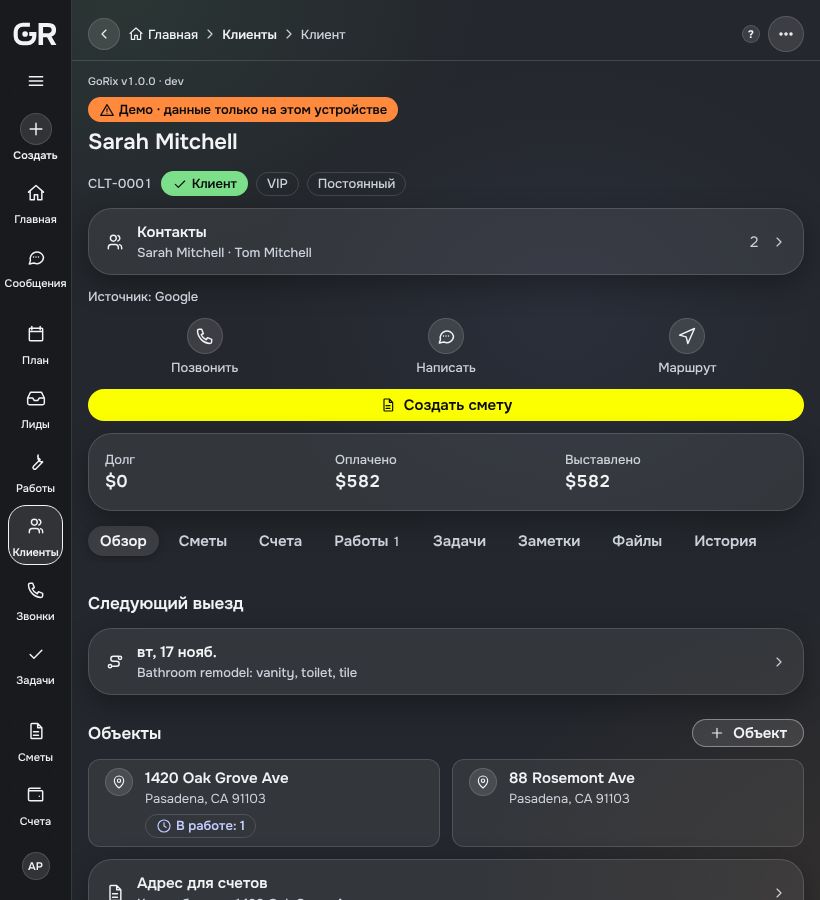 GR
Главная
Клиенты
Клиент
?
GoRix v1.0.0 · dev
Демо · данные только на этом устройстве
Sarah Mitchell
CLT-0001
Клиент
VIP
Постоянный
Контакты
Sarah Mitchell · Tom Mitchell
2
Источник: Google
Позвонить
Написать
Маршрут
Создать смету
Долг
Оплачено
Выставлено
$0
$582
$582
Обзор
Сметы
Счета
Работы 1
Задачи
Заметки
Файлы
История
Следующий выезд
вт, 17 нояб.
Bathroom remodel: vanity, toilet, tile
Объекты
Объект
1420 Oak Grove Ave
Pasadena, CA 91103
В работе: 1
88 Rosemont Ave
Pasadena, CA 91103
Адрес для счетов
Создать
Главная
Сообщения
План
Лиды
Работы
Клиенты
Звонки
Задачи
Сметы
Счета
AP